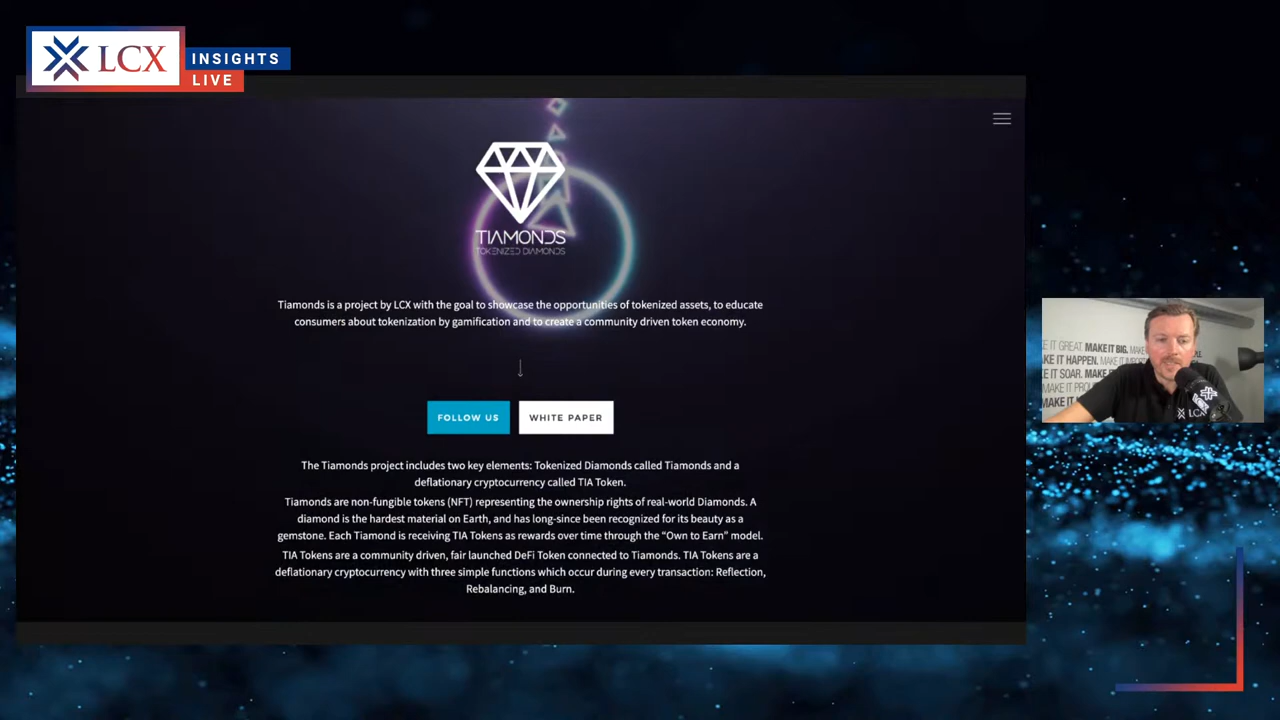 LCX
INSIGHTS
LIVE
TIAMONDS
TOKENIZED DIAMONDS
Tiamonds is a project by LCX with the goal to showcase the opportunities of tokenized assets, to educate
consumers about tokenization by gamification and to create a community driven token economy.
FOLLOW US
WHITE PAPER
The Tiamonds project includes two key elements: Tokenized Diamonds called Tiamonds and a
deflationary cryptocurrency called TIA Token.
Tiamonds are non-fungible tokens (NFT) representing the ownership rights of real-world Diamonds. A
diamond is the hardest material on Earth, and has long-since been recognized for its beauty as a
gemstone. Each Tiamond is receiving TIA Tokens as rewards over time through the “Own to Earn” model.
TIA Tokens are a community driven, fair launched DeFi Token connected to Tiamonds. TIA Tokens are a
deflationary cryptocurrency with three simple functions which occur during every transaction: Reflection,
Rebalancing, and Burn.
KE IT GREAT. MAKE IT BIG. MAKE
AKE IT HAPPEN. MAKE IT
KE IT SOAR. MAKE
MAKE IT
LCX